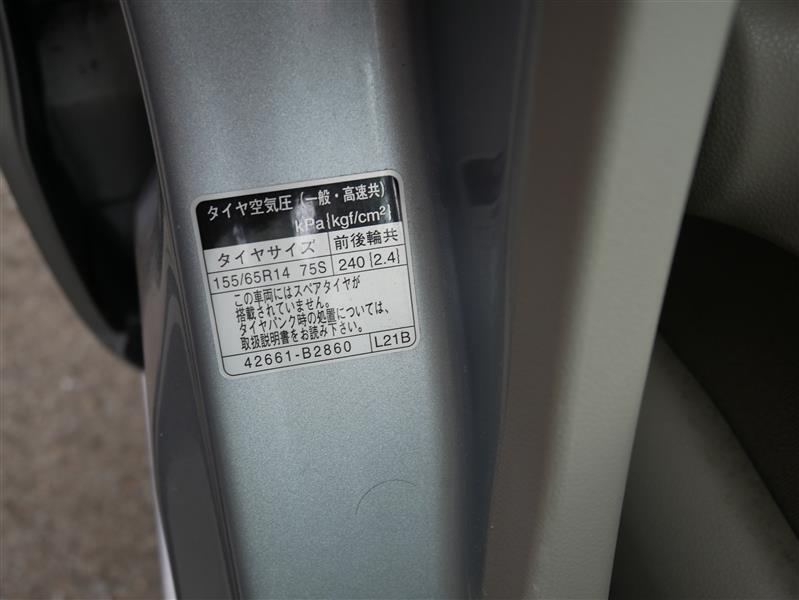 タイヤ空気圧 (一般・高速共)
kPa{kgf/cm²}
タイヤサイズ 前後輪共
155/65R14 75S 240{2.4}
この車両にはスペアタイヤが
搭載されていません。
タイヤパンク時の処置については、
取扱説明書をお読み下さい。
42661-B2860 L21B